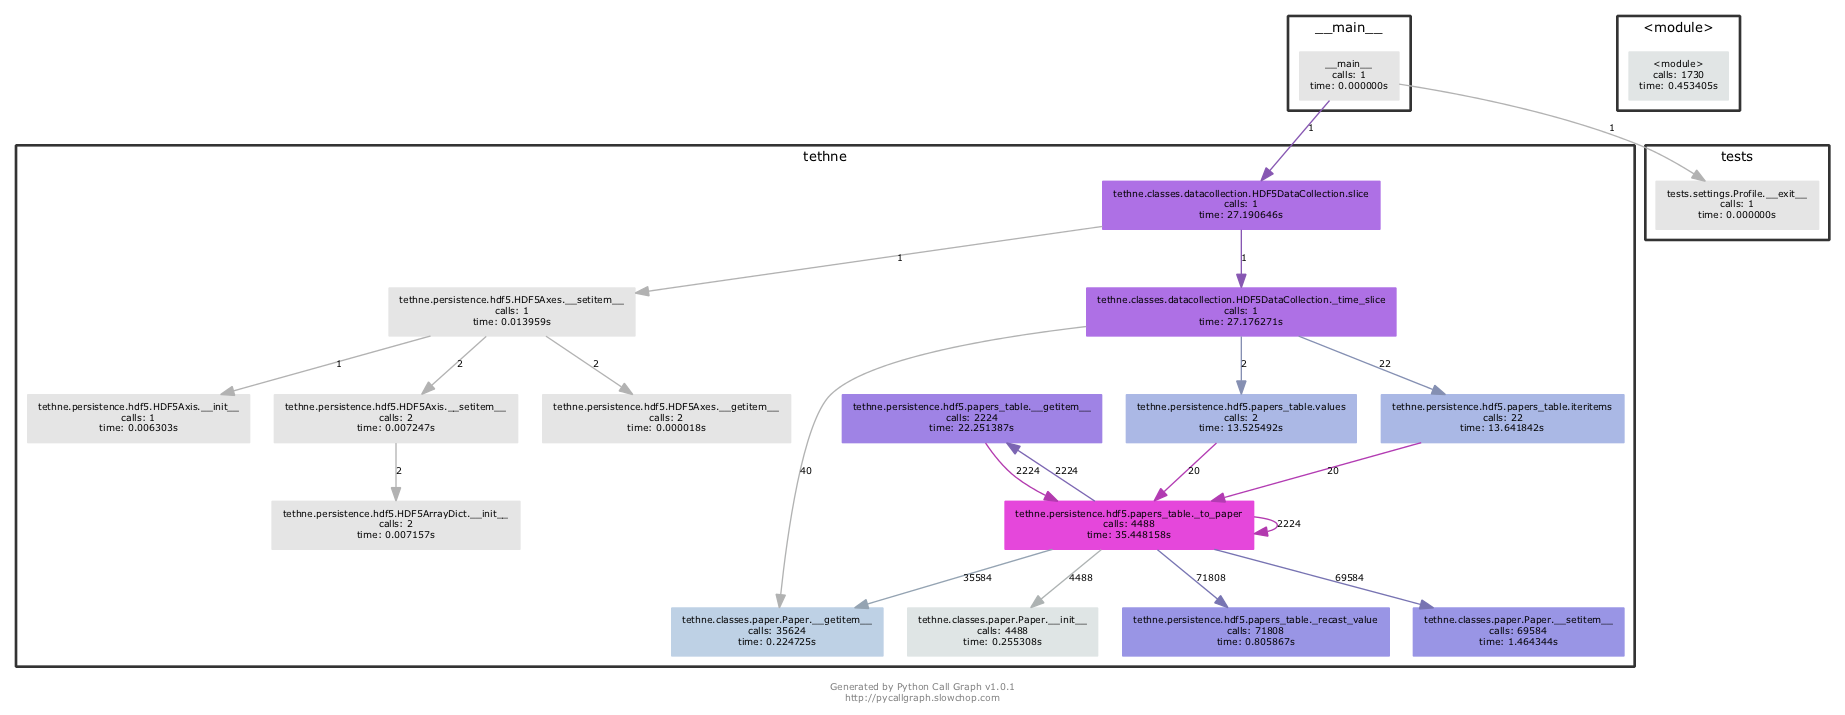 __main__
<module>
__main__
calls: 1
time: 0.000000s
<module>
calls: 1730
time: 0.453405s
1
1
tethne
tests
tethne.classes.datacollection.HDF5DataCollection.slice
calls: 1
time: 27.190646s
tests.settings.Profile.__exit__
calls: 1
time: 0.000000s
1
1
tethne.persistence.hdf5.HDF5Axes.__setitem__
calls: 1
time: 0.013959s
tethne.classes.datacollection.HDF5DataCollection._time_slice
calls: 1
time: 27.176271s
1
2
2
2
22
tethne.persistence.hdf5.HDF5Axis.__init__
calls: 1
time: 0.006303s
tethne.persistence.hdf5.HDF5Axis.__setitem__
calls: 2
time: 0.007247s
tethne.persistence.hdf5.HDF5Axes.__getitem__
calls: 2
time: 0.000018s
tethne.persistence.hdf5.papers_table.__getitem__
calls: 2224
time: 22.251387s
tethne.persistence.hdf5.papers_table.values
calls: 2
time: 13.525492s
tethne.persistence.hdf5.papers_table.iteritems
calls: 22
time: 13.641842s
2
40
2224
2224
20
20
tethne.persistence.hdf5.HDF5ArrayDict.__init__
calls: 2
time: 0.007157s
tethne.persistence.hdf5.papers_table._to_paper
calls: 4488
time: 35.448158s
2224
35584
4488
71808
69584
tethne.classes.paper.Paper.__getitem__
calls: 35624
time: 0.224725s
tethne.classes.paper.Paper.__init__
calls: 4488
time: 0.255308s
tethne.persistence.hdf5.papers_table._recast_value
calls: 71808
time: 0.805867s
tethne.classes.paper.Paper.__setitem__
calls: 69584
time: 1.464344s
Generated by Python Call Graph v1.0.1
http://pycallgraph.slowchop.com